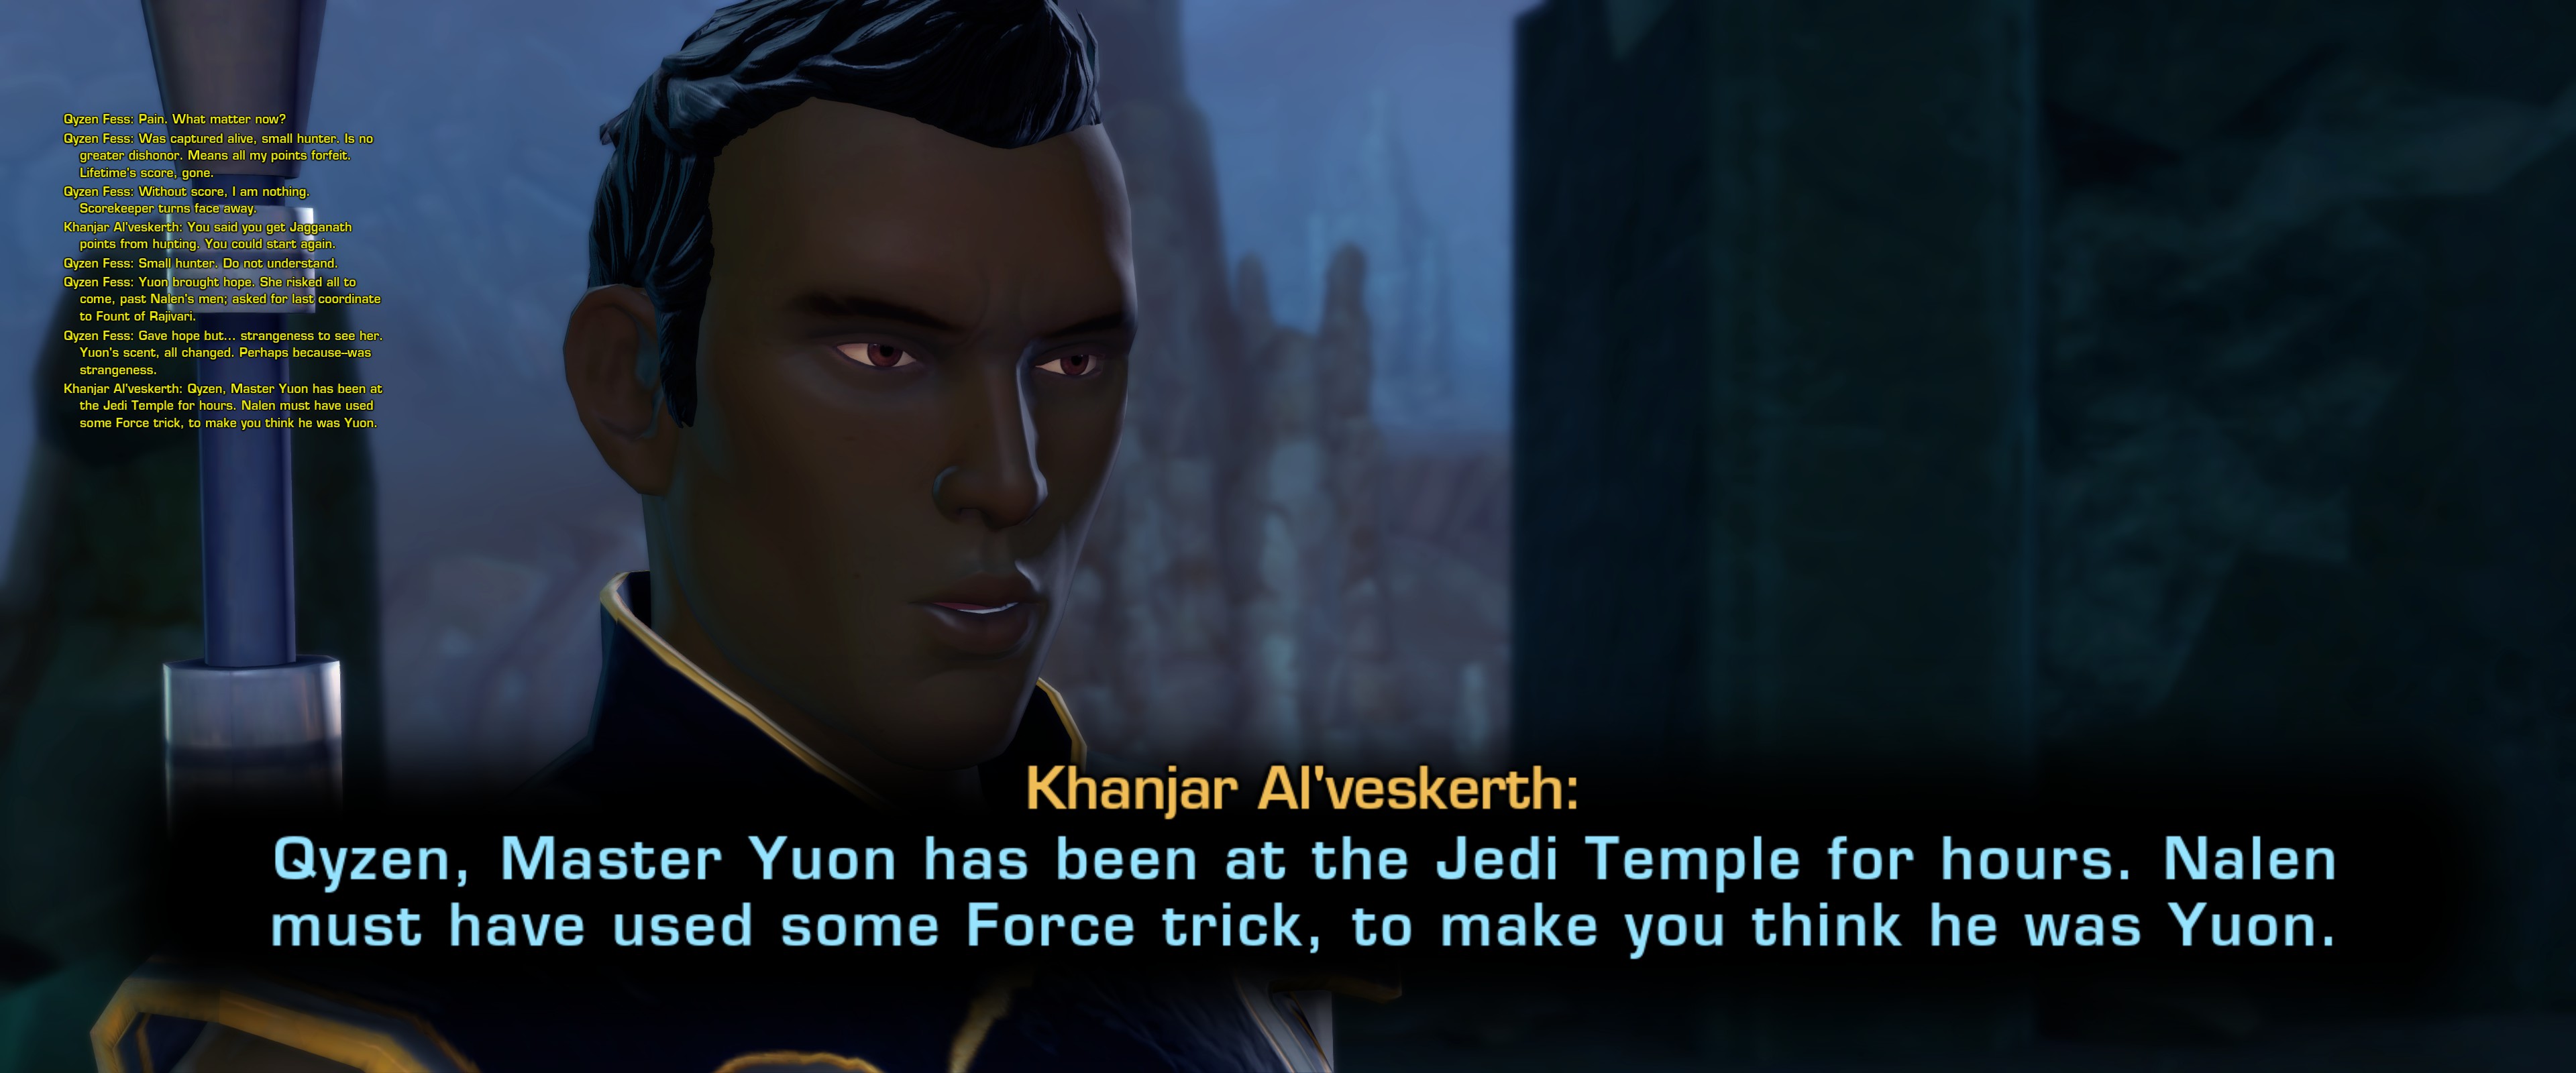 Qyzen Fess: Pain. What matter now?
Qyzen Fess: Was captured alive, small hunter. Is no
greater dishonor. Means all my points forfeit.
Lifetime's score, gone.
Qyzen Fess: Without score, I am nothing.
Scorekeeper turns face away.
Khanjar Al'veskerth: You said you get Jagganath
points from hunting. You could start again.
Qyzen Fess: Small hunter. Do not understand.
Qyzen Fess: Yuon brought hope. She risked all to
come, past Nalen's men; asked for last coordinate
to Fount of Rajivari.
Qyzen Fess: Gave hope but... strangeness to see her.
Yuon's scent, all changed. Perhaps because–was
strangeness.
Khanjar Al'veskerth: Qyzen, Master Yuon has been at
the Jedi Temple for hours. Nalen must have used
some Force trick, to make you think he was Yuon.
Khanjar Al'veskerth:
Qyzen, Master Yuon has been at the Jedi Temple for hours. Nalen
must have used some Force trick, to make you think he was Yuon.